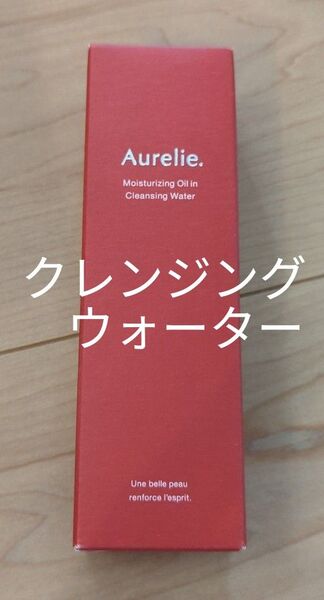 Aurelie.
Moisturizing Oil in
Cleansing Water
クレンジング
ウォーター
Une belle peau
renforce l'esprit.